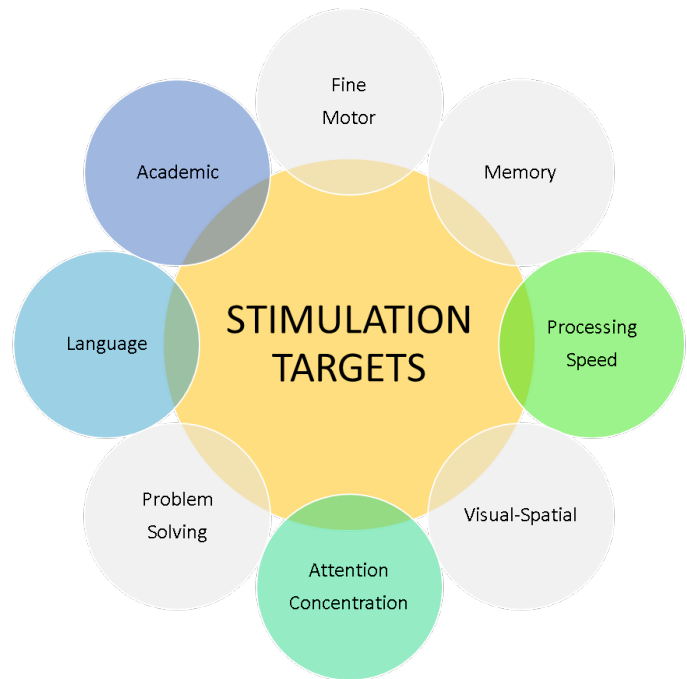 Fine
Motor
Academic
Memory
Language
STIMULATION
TARGETS
Processing
Speed
Problem
Solving
Visual-Spatial
Attention
Concentration